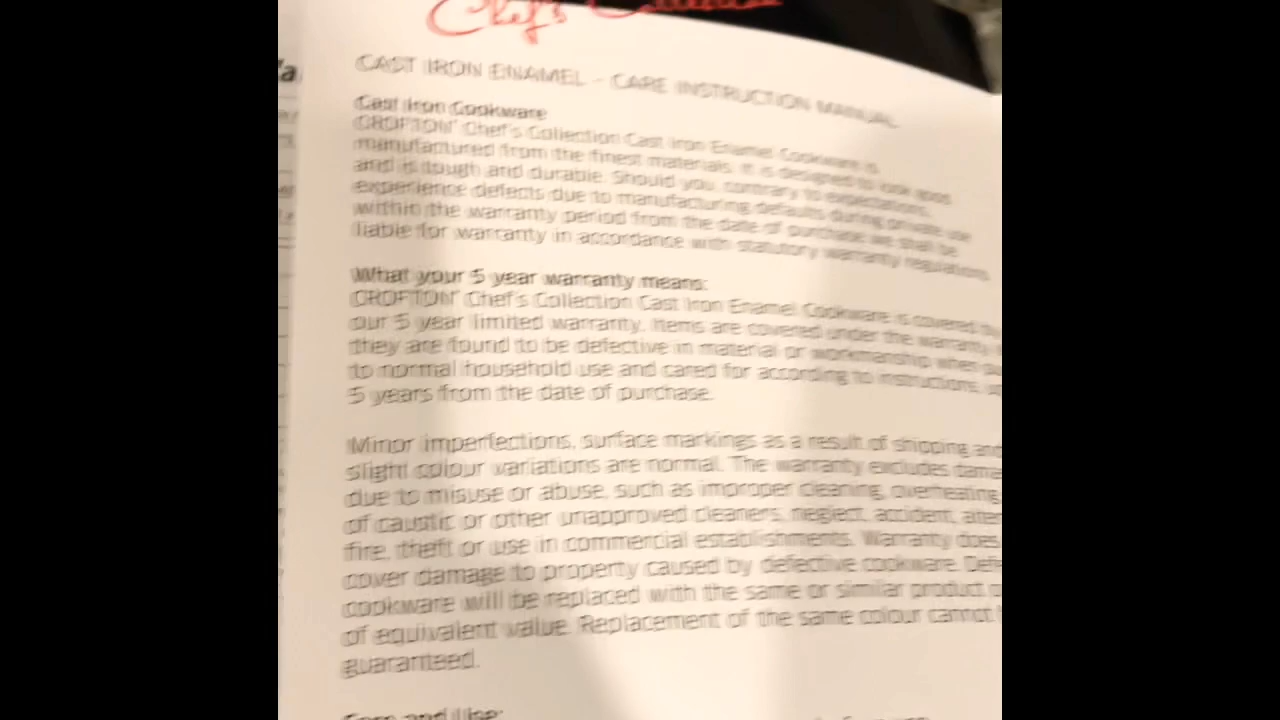 Chef's
CAST IRON ENAMEL - CARE INSTRUCTION MANUAL
Cast Iron Cookware
CROFTON® Chef's Collection Cast Iron Enamel Cookware is
manufactured from the finest materials. It is designed to look good
and is tough and durable. Should you, contrary to expectations,
experience defects due to manufacturing defaults during private use
within the warranty period from the date of purchase we shall be
liable for warranty in accordance with statutory warranty regulations.
What your 5 year warranty means:
CROFTON® Chef's Collection Cast Iron Enamel Cookware is covered by
our 5 year limited warranty. Items are covered under the warranty
they are found to be defective in material or workmanship when
to normal household use and cared for according to instructions,
5 years from the date of purchase.
Minor imperfections, surface markings as a result of shipping and
slight colour variations are normal. The warranty excludes
due to misuse or abuse, such as improper cleaning, overheating,
of caustic or other unapproved cleaners, neglect, accident,
fire, theft or use in commercial establishments. Warranty does
cover damage to property caused by defective cookware.
cookware will be replaced with the same or similar product
of equivalent value. Replacement of the same colour cannot
guaranteed.
Care and Use: